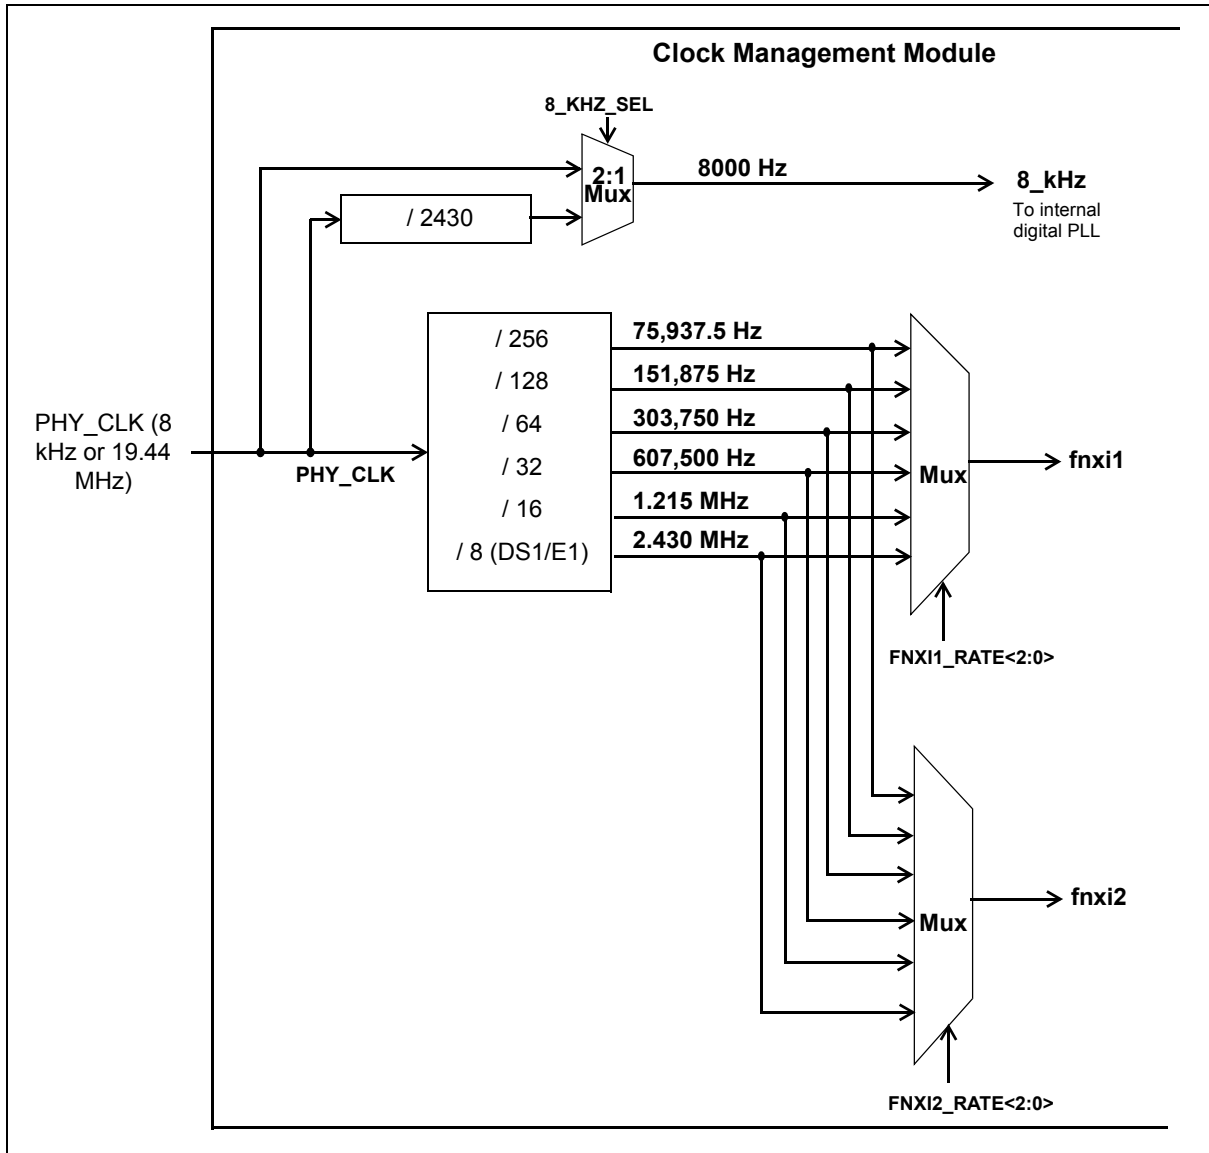 Clock Management Module
8_KHZ_SEL
2:1
Mux
8000 Hz
8_kHz
To internal
digital PLL
/ 2430
/ 256
/ 128
/ 64
/ 32
/ 16
/ 8 (DS1/E1)
75,937.5 Hz
151,875 Hz
303,750 Hz
607,500 Hz
1.215 MHz
2.430 MHz
PHY_CLK (8
kHz or 19.44
MHz)
PHY_CLK
Mux
fnxi1
FNXI1_RATE<2:0>
Mux
fnxi2
FNXI2_RATE<2:0>